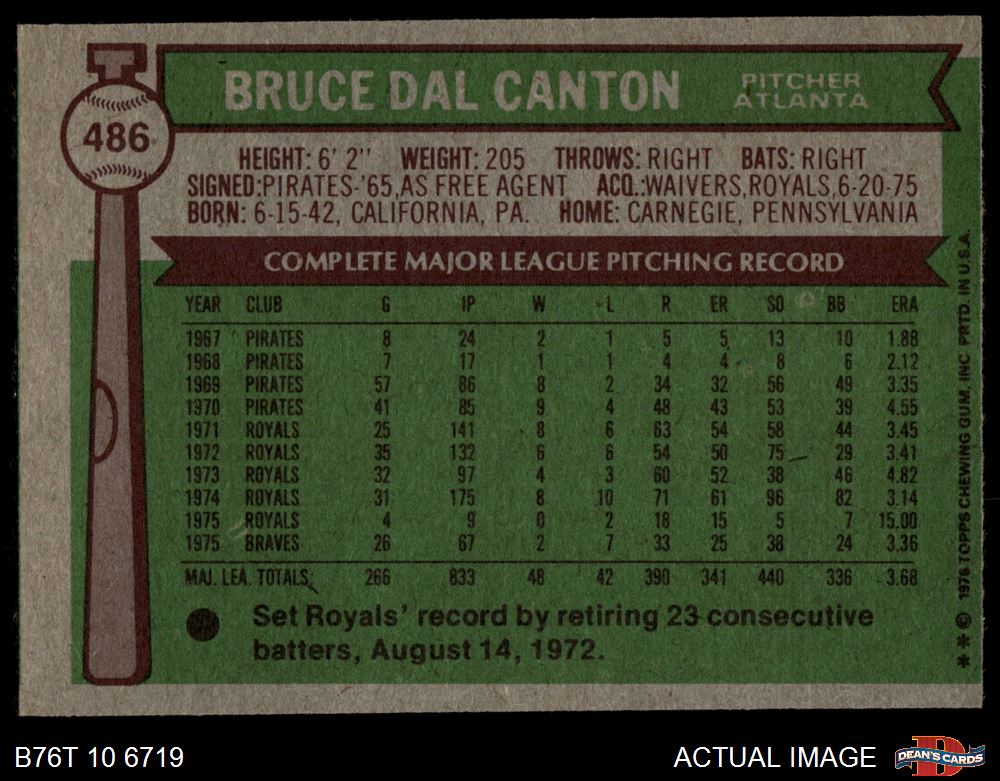 BRUCE DAL CANTON PITCHER
ATLANTA
486
HEIGHT: 6' 2" WEIGHT: 205 THROWS: RIGHT BATS: RIGHT
SIGNED:PIRATES-'65,AS FREE AGENT ACQ.:WAIVERS,ROYALS,6-20-75
BORN: 6-15-42, CALIFORNIA, PA. HOME: CARNEGIE, PENNSYLVANIA
COMPLETE MAJOR LEAGUE PITCHING RECORD
YEAR CLUB G IP W L R ER SO BB ERA
1967 PIRATES 8 24 2 1 5 5 13 10 1.88
1968 PIRATES 7 17 1 1 4 4 8 6 2.12
1969 PIRATES 57 86 8 2 34 32 56 49 3.35
1970 PIRATES 41 85 9 4 48 43 53 39 4.55
1971 ROYALS 25 141 8 6 63 54 58 44 3.45
1972 ROYALS 35 132 6 6 54 50 75 29 3.41
1973 ROYALS 32 97 4 3 60 52 38 46 4.82
1974 ROYALS 31 175 8 10 71 61 96 82 3.14
1975 ROYALS 4 9 0 2 18 15 5 7 15.00
1975 BRAVES 26 67 2 7 33 25 38 24 3.36
MAJ. LEA. TOTALS: 266 833 48 42 390 341 440 336 3.68
Set Royals' record by retiring 23 consecutive
batters, August 14, 1972.
* * © 1976 TOPPS CHEWING GUM, INC PRTD. IN U.S.A.
B76T 10 6719 ACTUAL IMAGE
D
DEAN'S CARDS